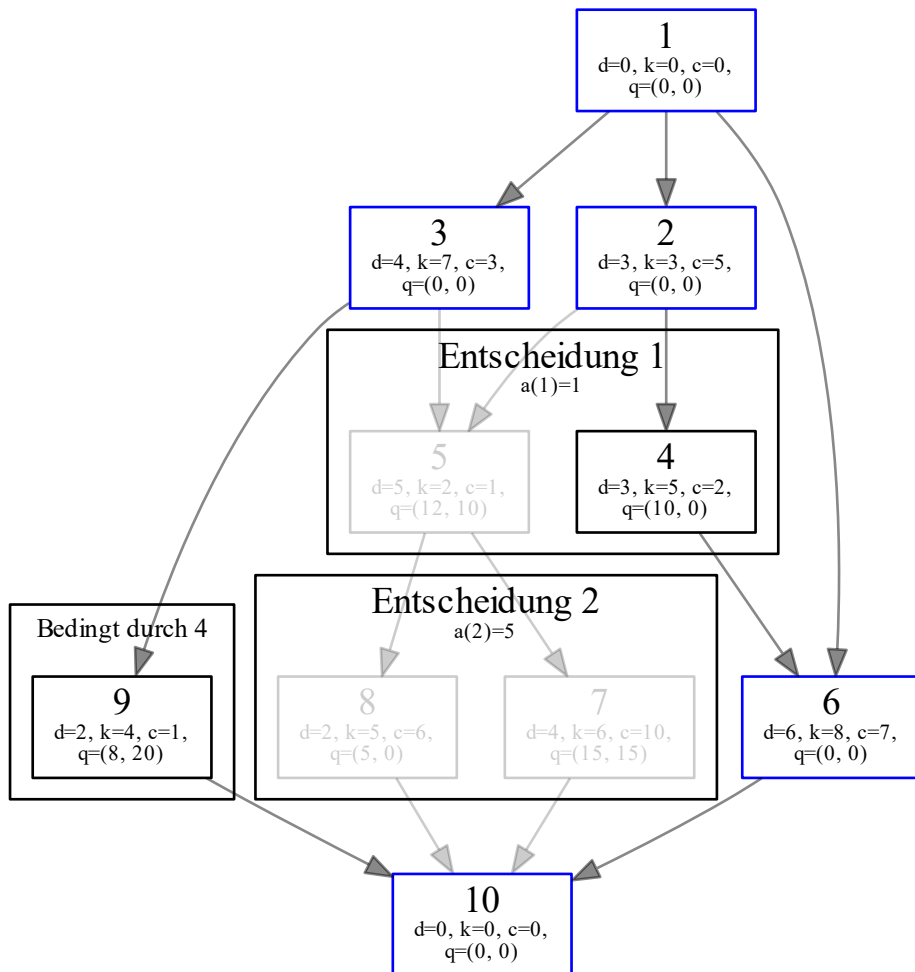 1
d=0, k=0, c=0,
q=(0, 0)
3
d=4, k=7, c=3,
q=(0, 0)
2
d=3, k=3, c=5,
q=(0, 0)
Entscheidung 1
a(1)=1
5
d=5, k=2, c=1,
q=(12, 10)
4
d=3, k=5, c=2,
q=(10, 0)
Bedingt durch 4
9
d=2, k=4, c=1,
q=(8, 20)
Entscheidung 2
a(2)=5
8
d=2, k=5, c=6,
q=(5, 0)
7
d=4, k=6, c=10,
q=(15, 15)
6
d=6, k=8, c=7,
q=(0, 0)
10
d=0, k=0, c=0,
q=(0, 0)